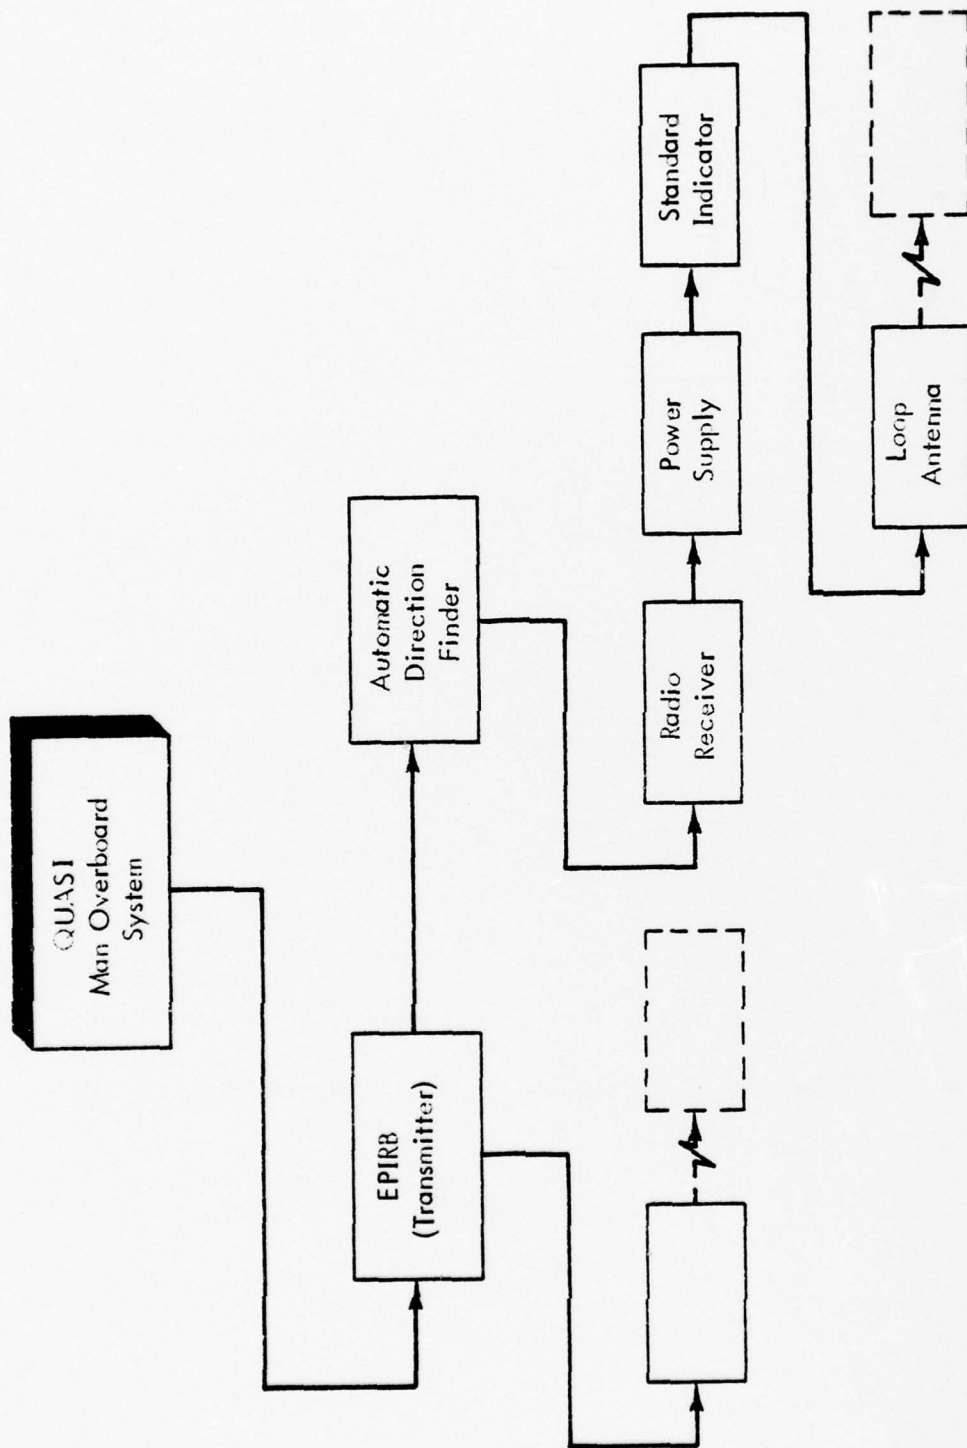 QUASI
Man Overboard
System
EPIRB
(Transmitter)
Automatic
Direction
Finder
Radio
Receiver
Power
Supply
Standard
Indicator
Loop
Antenna